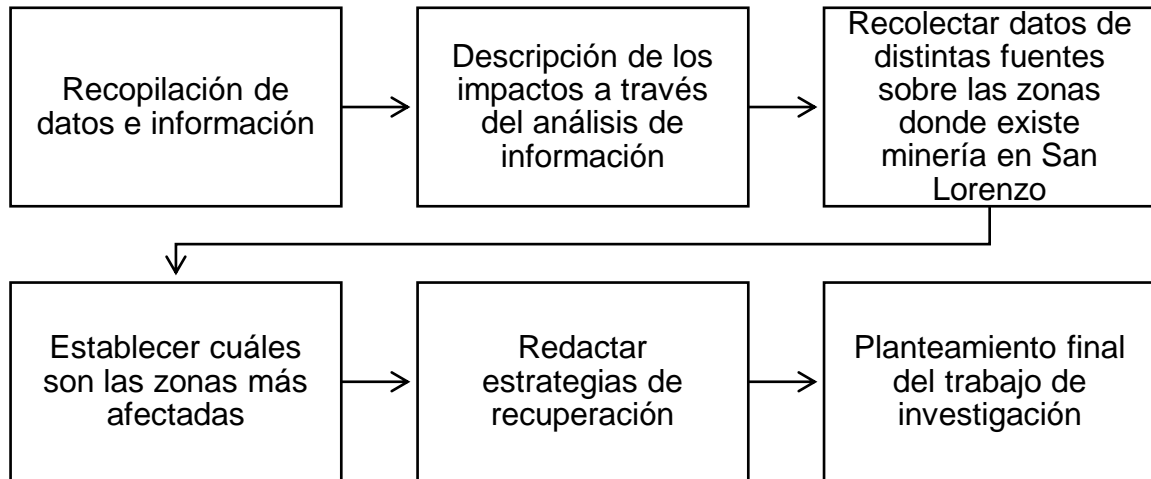 Recopilación de
datos e información
Descripción de los
impactos a través
del análisis de
información
Recolectar datos de
distintas fuentes
sobre las zonas
donde existe
minería en San
Lorenzo
Establecer cuáles
son las zonas más
afectadas
Redactar
estrategias de
recuperación
Planteamiento final
del trabajo de
investigación